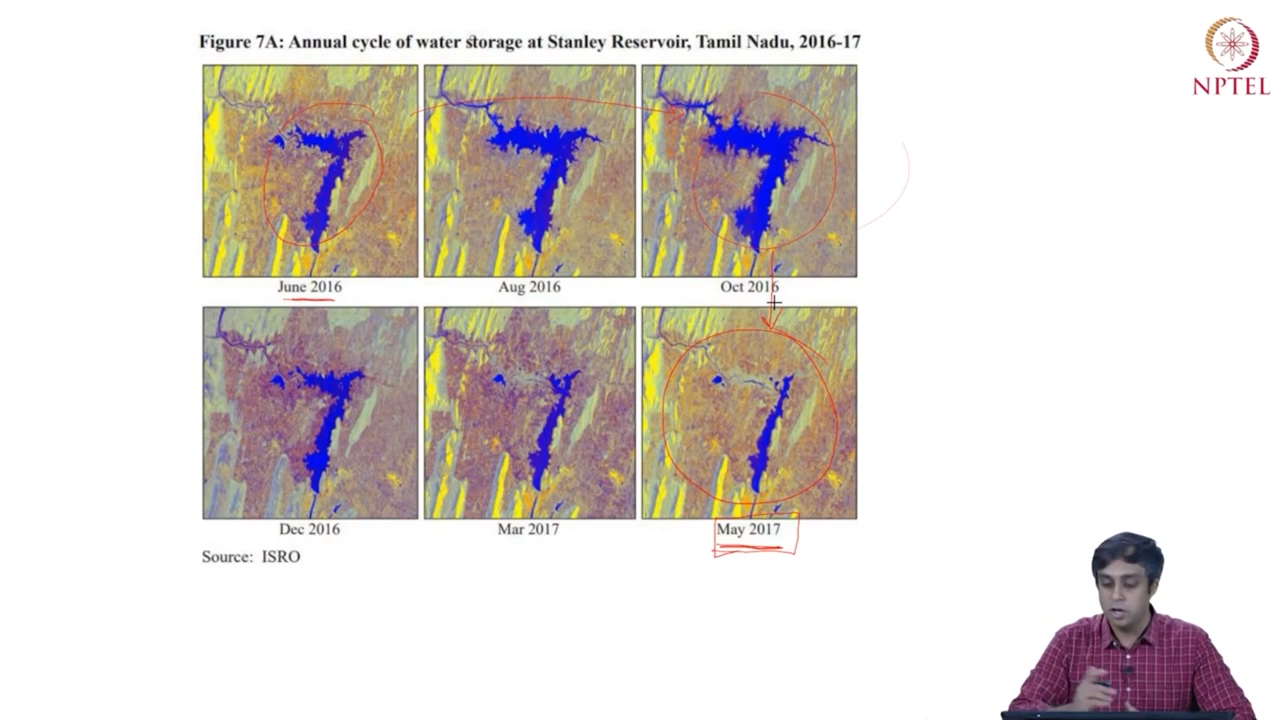 Figure 7A: Annual cycle of water storage at Stanley Reservoir, Tamil Nadu, 2016-17
NPTEL
June 2016
Aug 2016
Oct 2016
Dec 2016
Mar 2017
May 2017
Source: ISRO